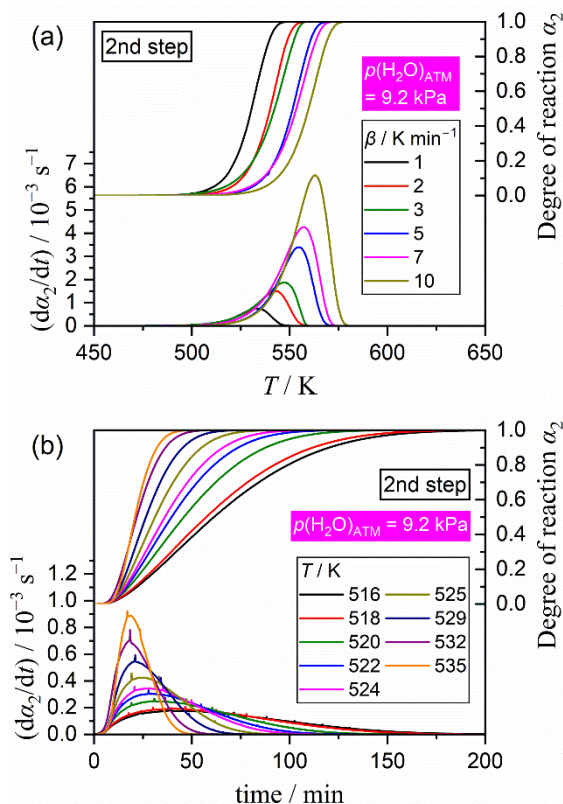 (a)
2nd step
p(H₂O)ATM
= 9.2 kPa
β / K min⁻¹
1
2
3
5
7
10
(dα₂/dt) / 10⁻³ s⁻¹
7
6
5
4
3
2
1
0
Degree of reaction α₂
1.0
0.8
0.6
0.4
0.2
0.0
450 500 550 600 650
T / K
(b)
2nd step
p(H₂O)ATM = 9.2 kPa
T / K
516 525
518 529
520 532
522 535
524
(dα₂/dt) / 10⁻³ s⁻¹
1.2
1.0
0.8
0.6
0.4
0.2
0.0
Degree of reaction α₂
1.0
0.8
0.6
0.4
0.2
0.0
0 50 100 150 200
time / min